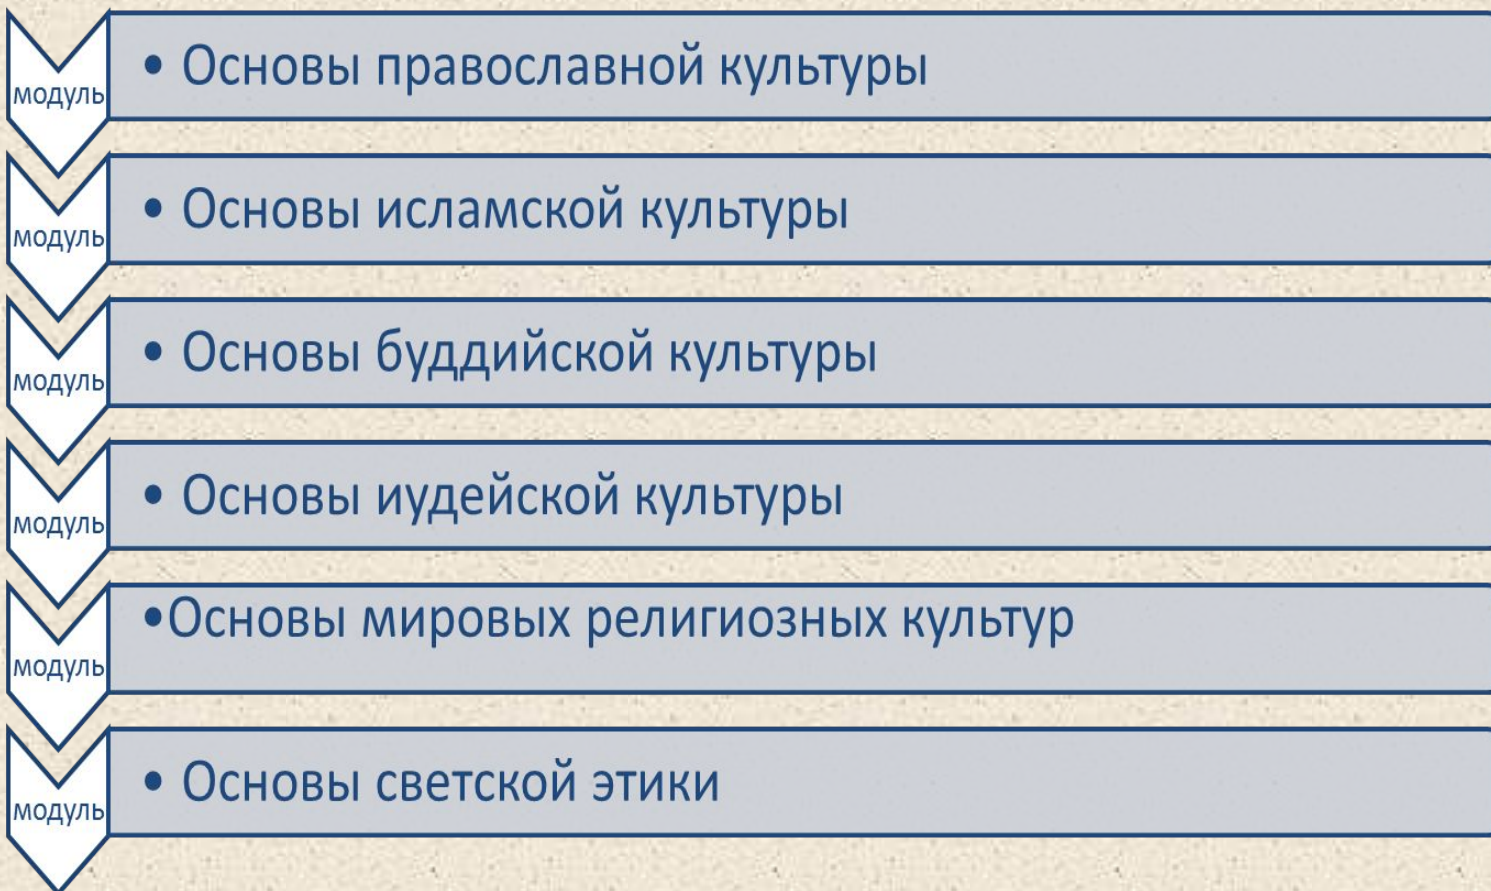 модуль
• Основы православной культуры
модуль
• Основы исламской культуры
модуль
• Основы буддийской культуры
модуль
• Основы иудейской культуры
модуль
•Основы мировых религиозных культур
модуль
• Основы светской этики